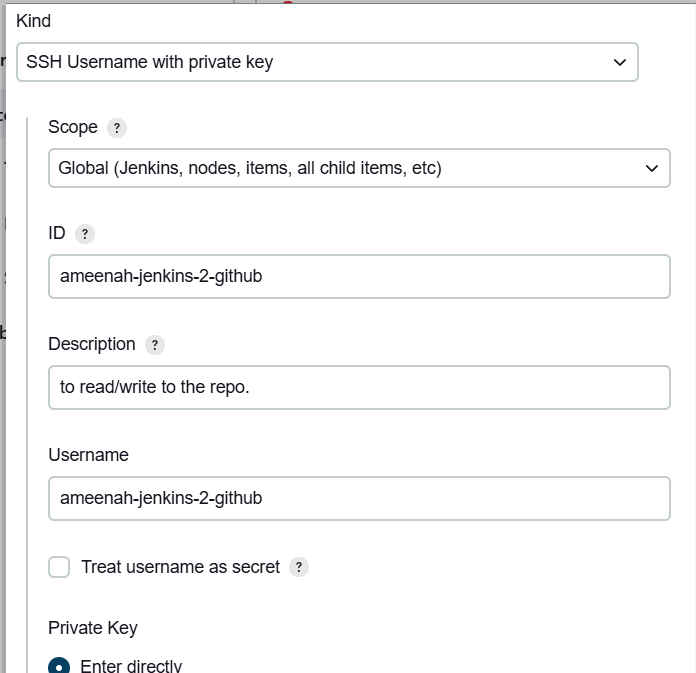 Kind
SSH Username with private key
Scope ?
Global (Jenkins, nodes, items, all child items, etc)
ID ?
ameenah-jenkins-2-github
Description ?
to read/write to the repo.
Username
ameenah-jenkins-2-github
Treat username as secret ?
Private Key
Enter directly